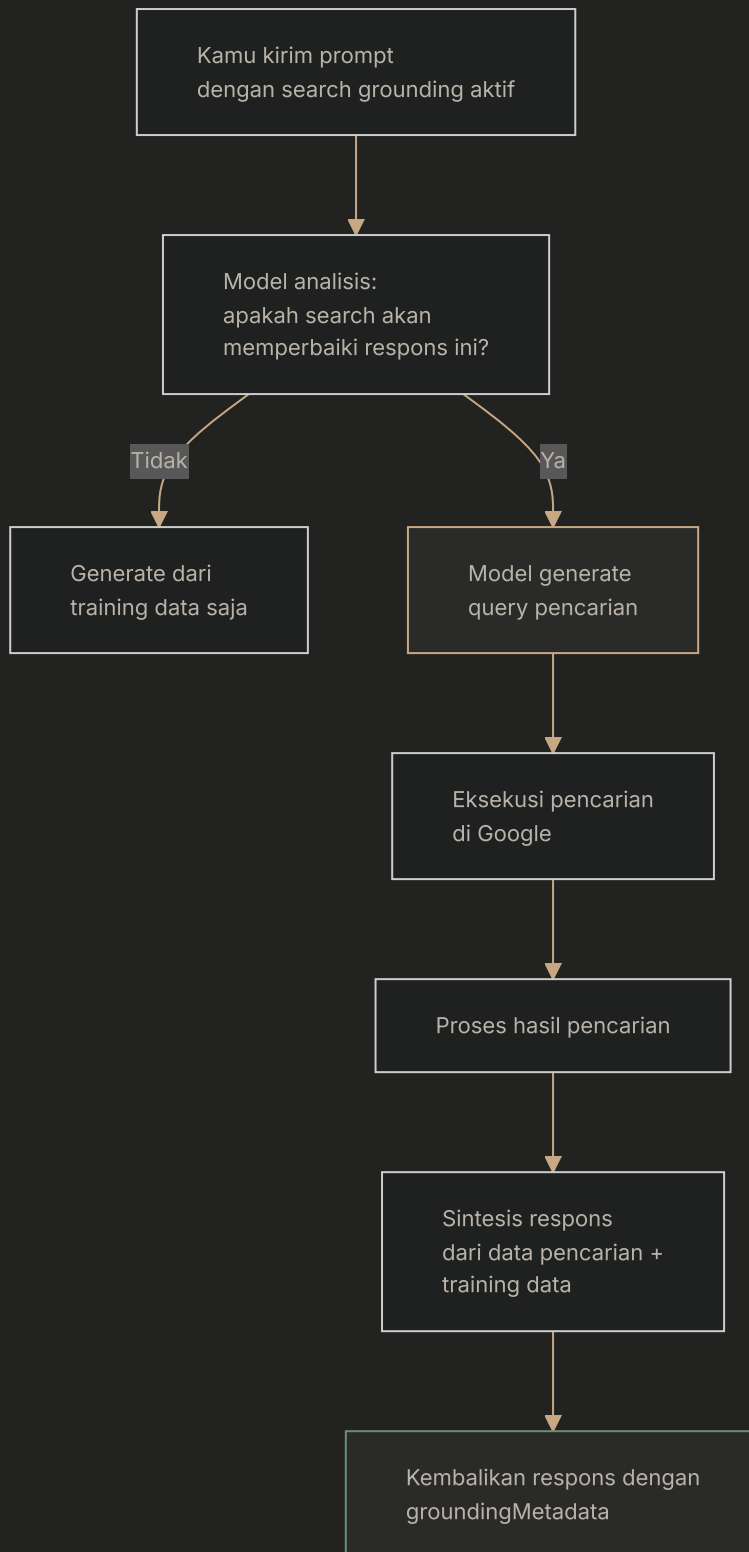 Kamu kirim prompt
dengan search grounding aktif
Model analisis:
apakah search akan
memperbaiki respons ini?
Tidak
Ya
Generate dari
training data saja
Model generate
query pencarian
Eksekusi pencarian
di Google
Proses hasil pencarian
Sintesis respons
dari data pencarian +
training data
Kembalikan respons dengan
groundingMetadata